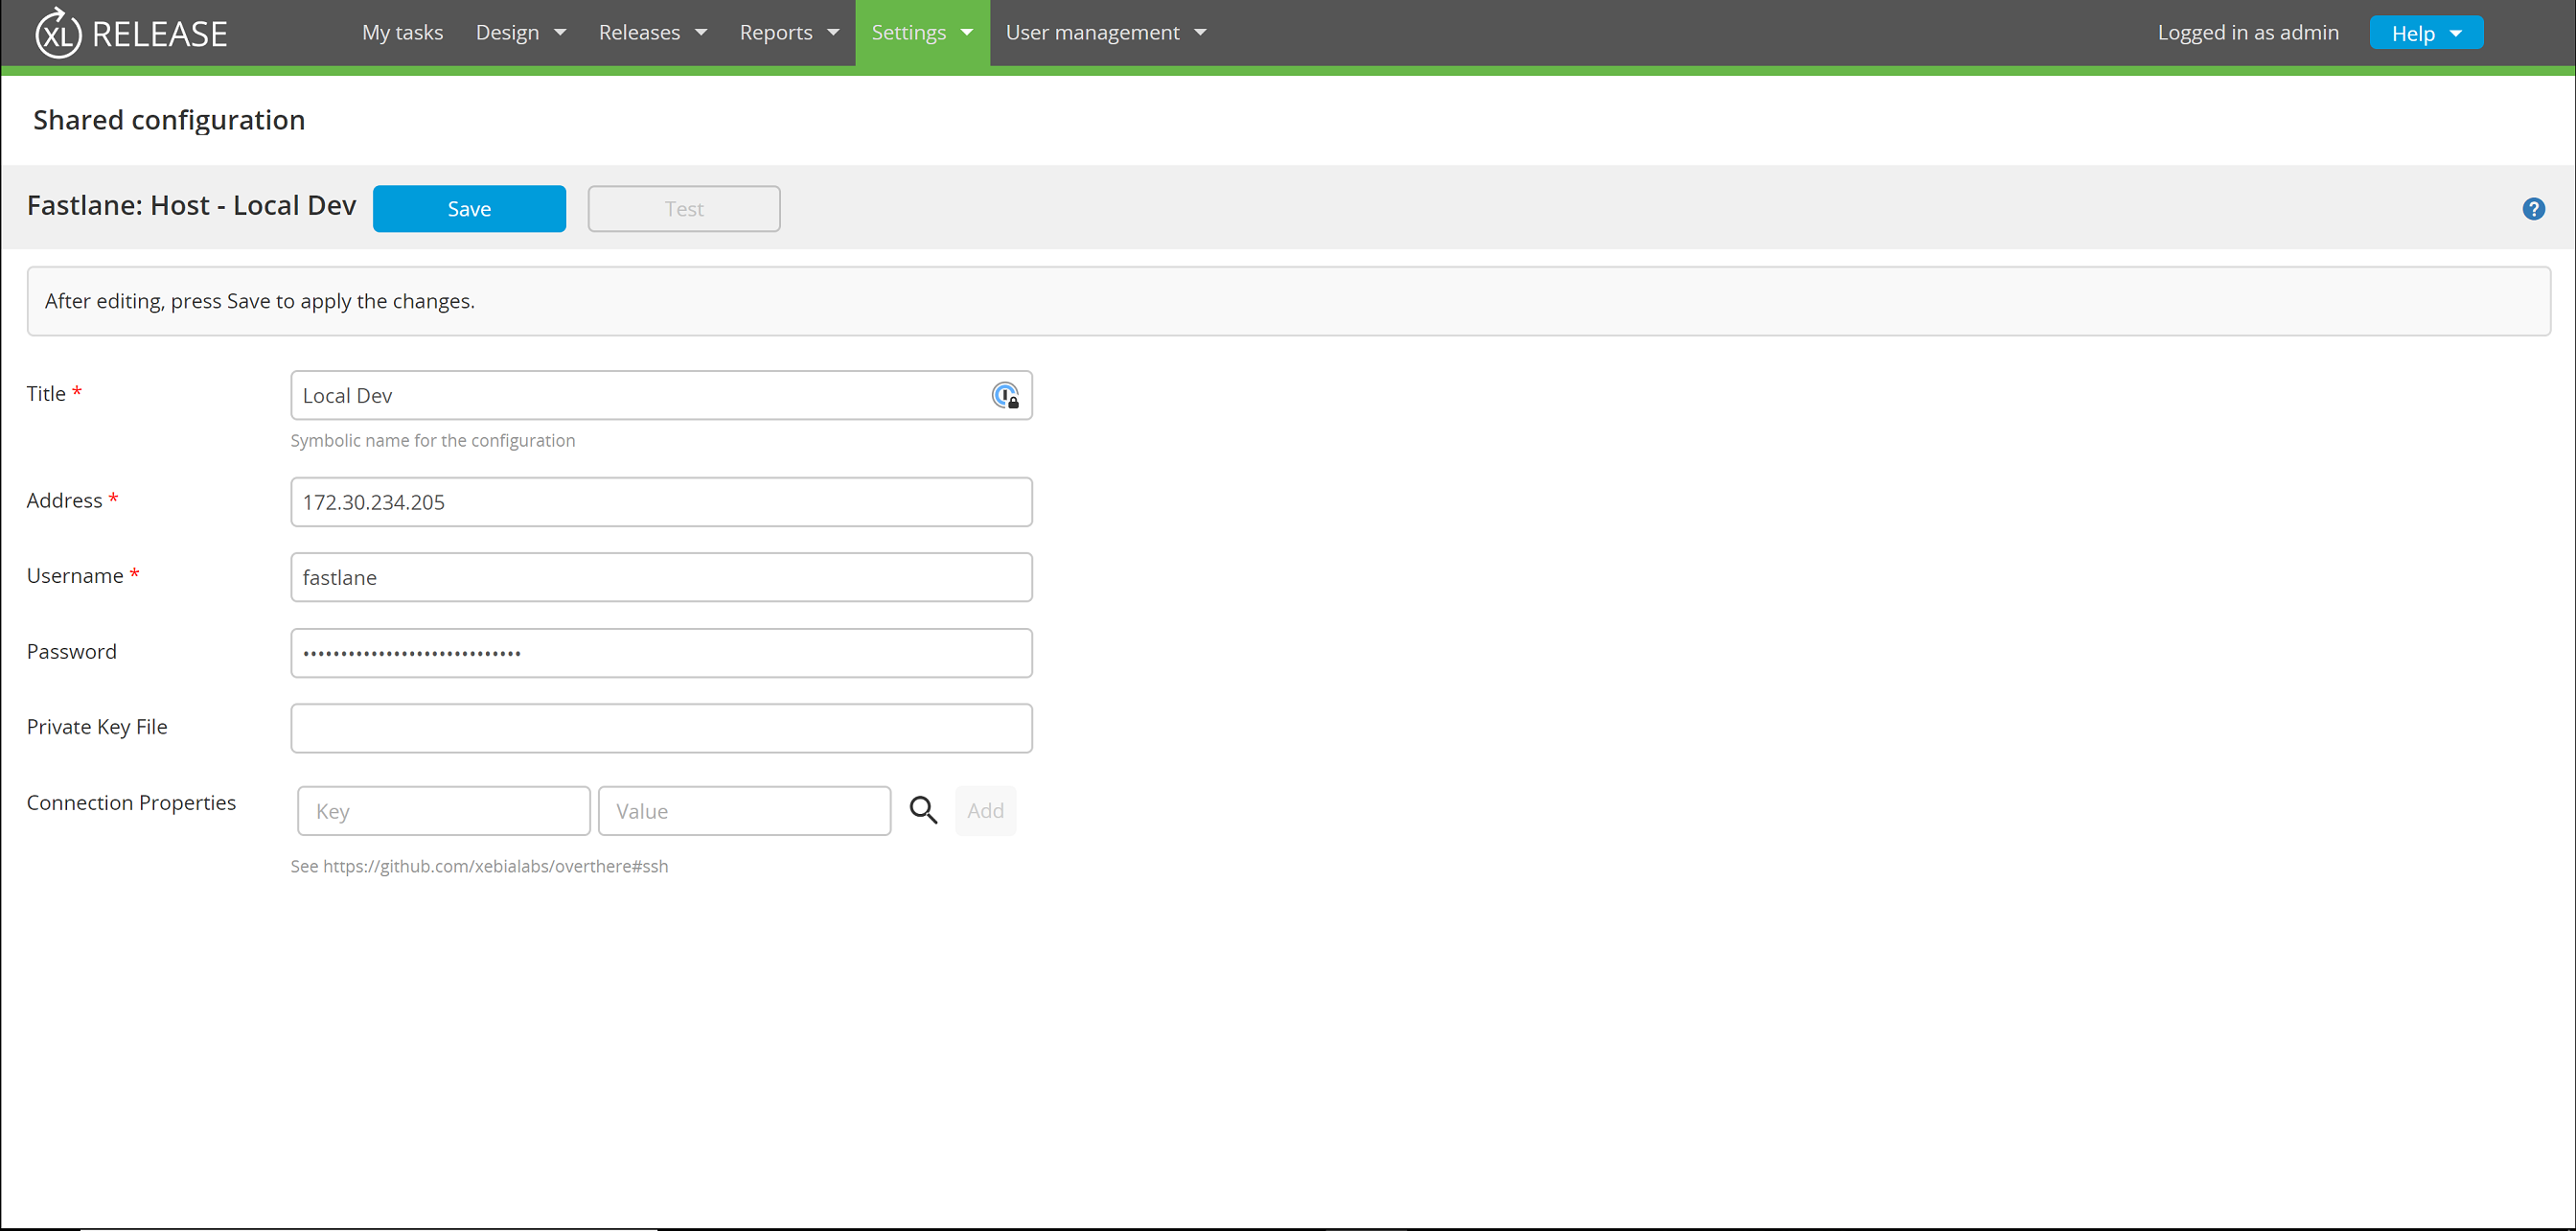 XL RELEASE My tasks Design Releases Reports Settings User management Logged in as admin Help
Shared configuration
Fastlane: Host - Local Dev Save Test ?
After editing, press Save to apply the changes.
Title * Local Dev
Symbolic name for the configuration
Address * 172.30.234.205
Username * fastlane
Password •••••••••••••••••••••••••••••
Private Key File
Connection Properties Key Value Add
See https://github.com/xebialabs/overthere#ssh